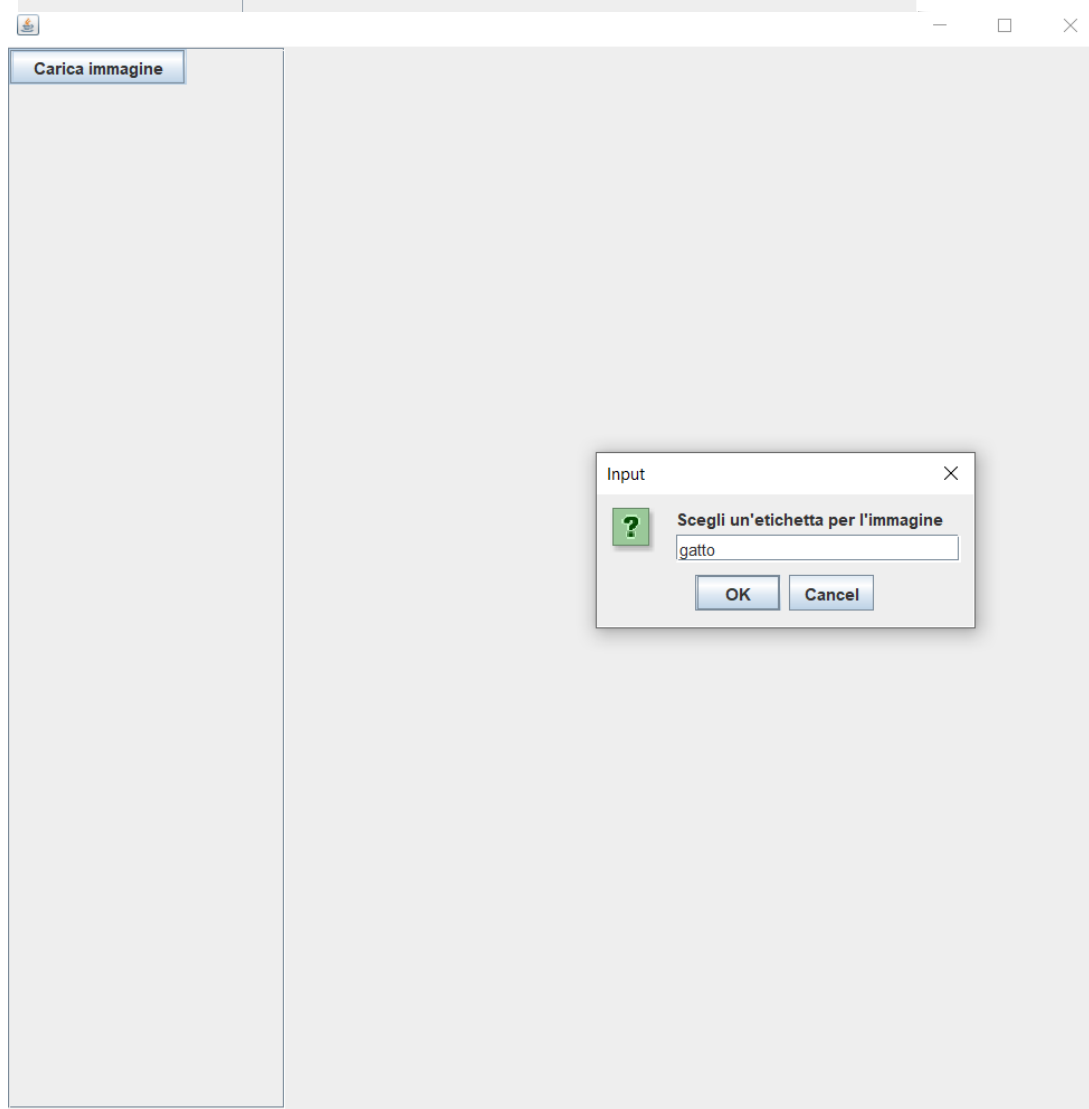 Carica immagine
Input
?
Scegli un'etichetta per l'immagine
gatto
OK
Cancel